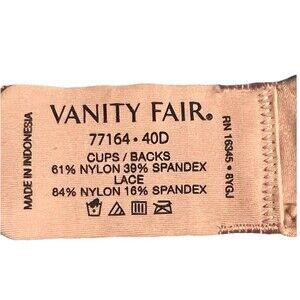 VANITY FAIR®
77164 • 40D
CUPS / BACKS
61% NYLON 39% SPANDEX
LACE
84% NYLON 16% SPANDEX
MADE IN INDONESIA
RN 16345 • 8YGJ